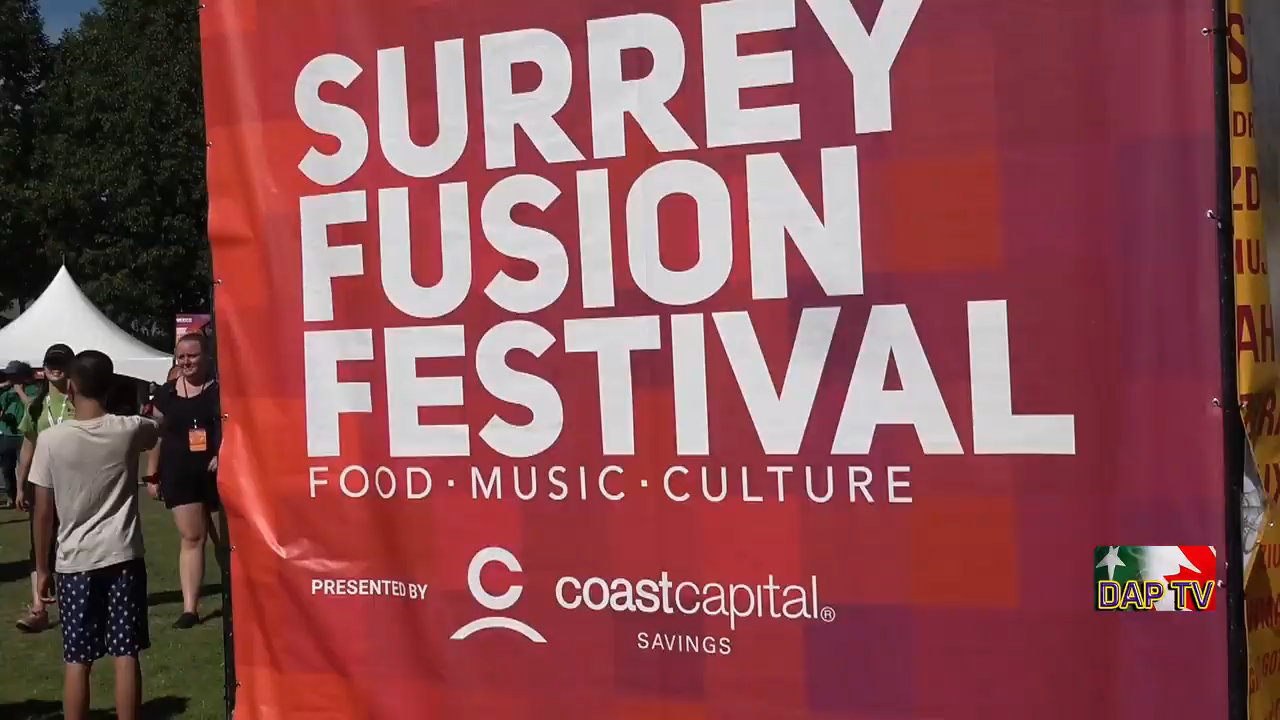 SURREY
FUSION
FESTIVAL
FOOD · MUSIC · CULTURE
PRESENTED BY
coastcapital®
SAVINGS
DAP TV